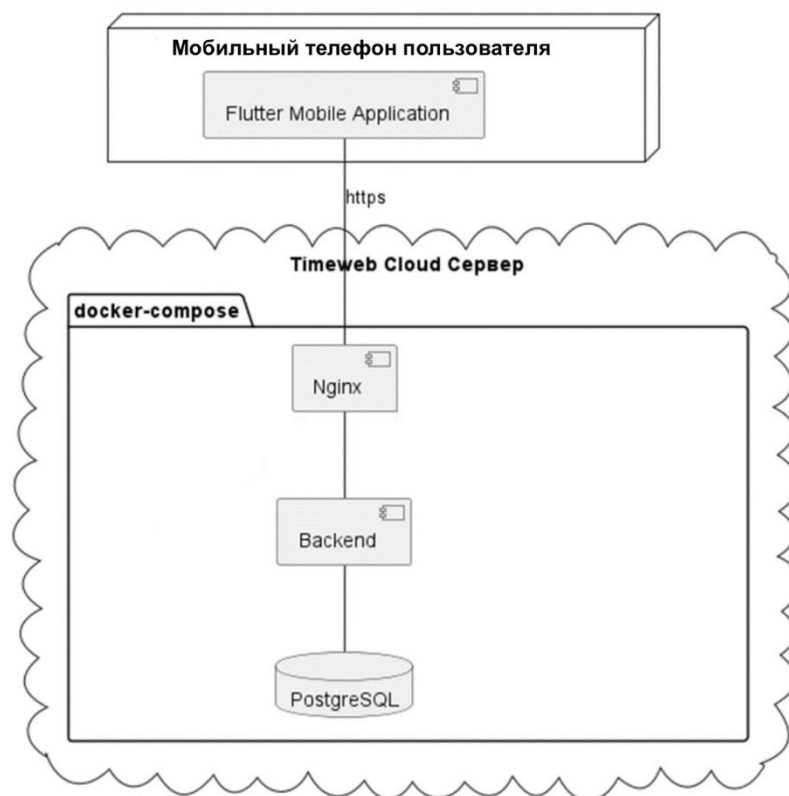 Мобильный телефон пользователя
Flutter Mobile Application
https
Timeweb Cloud Сервер
docker-compose
Nginx
Backend
PostgreSQL